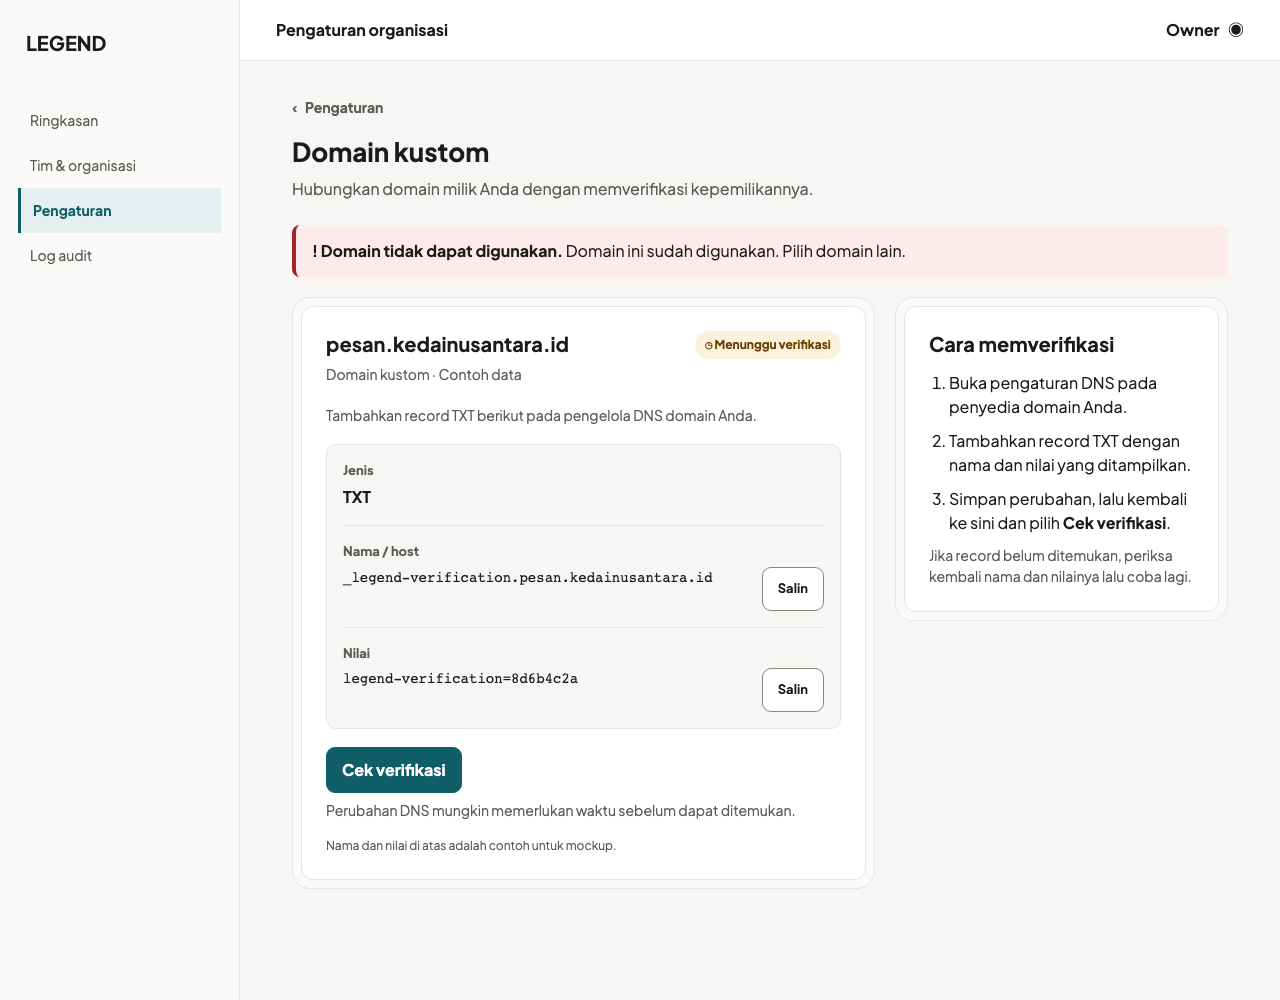 LEGEND
Ringkasan
Tim & organisasi
Pengaturan
Log audit
Pengaturan organisasi
Owner
‹ Pengaturan
Domain kustom
Hubungkan domain milik Anda dengan memverifikasi kepemilikannya.
! Domain tidak dapat digunakan. Domain ini sudah digunakan. Pilih domain lain.
pesan.kedainusantara.id
Menunggu verifikasi
Domain kustom · Contoh data
Tambahkan record TXT berikut pada pengelola DNS domain Anda.
Jenis
TXT
Nama / host
_legend-verification.pesan.kedainusantara.id
Salin
Nilai
legend-verification=8d6b4c2a
Salin
Cek verifikasi
Perubahan DNS mungkin memerlukan waktu sebelum dapat ditemukan.
Nama dan nilai di atas adalah contoh untuk mockup.
Cara memverifikasi
1. Buka pengaturan DNS pada
penyedia domain Anda.
2. Tambahkan record TXT dengan
nama dan nilai yang ditampilkan.
3. Simpan perubahan, lalu kembali
ke sini dan pilih Cek verifikasi.
Jika record belum ditemukan, periksa
kembali nama dan nilainya lalu coba lagi.